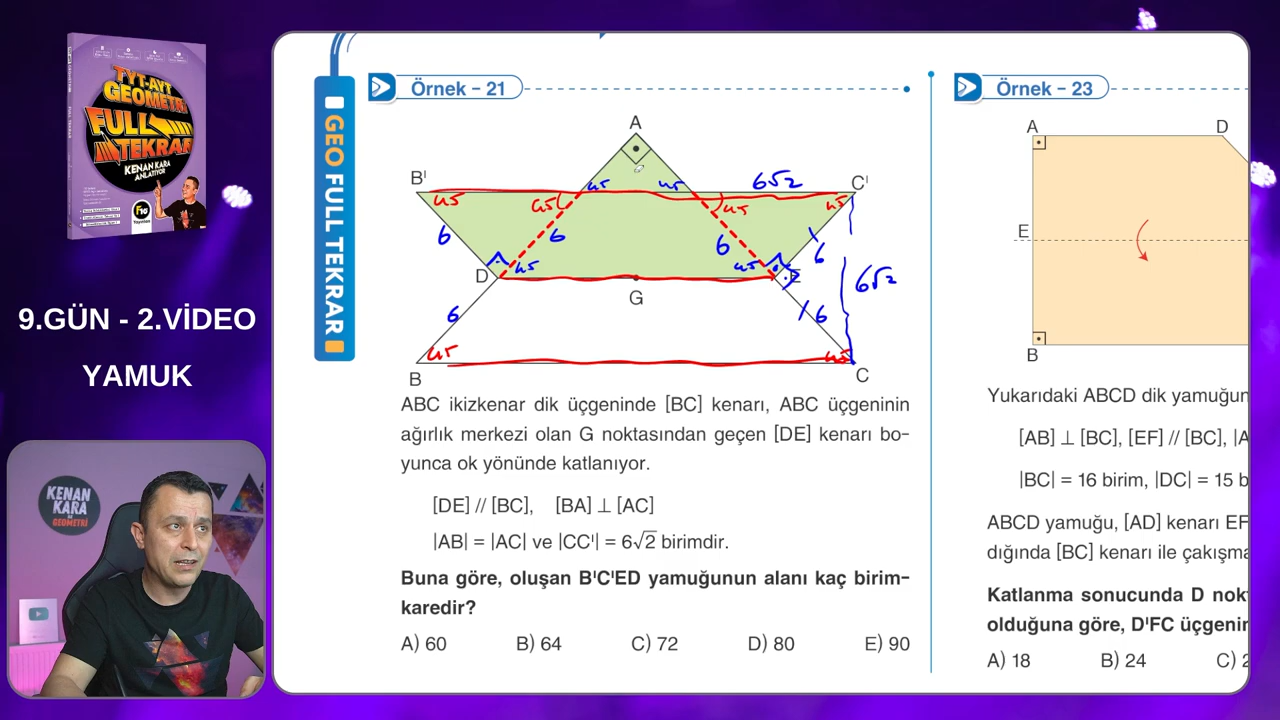 TYT-AYT
GEOMETRİ
FULL
TEKRAR
KENAN KARA
ANLATIYOR
9.GÜN - 2.VİDEO
YAMUK
KENAN
KARA
GEOMETRİ
GEO FULL TEKRAR
Örnek – 21
A
B'
C'
D
E
G
B
C
45
45
6√2
45
45
45
45
6
6
6
6
45
45
6
6
6√2
45
45
ABC ikizkenar dik üçgeninde [BC] kenarı, ABC üçgeninin
ağırlık merkezi olan G noktasından geçen [DE] kenarı bo-
yunca ok yönünde katlanıyor.
[DE] // [BC], [BA] ⊥ [AC]
|AB| = |AC| ve |CC'| = 6√2 birimdir.
Buna göre, oluşan B'C'ED yamuğunun alanı kaç birim-
karedir?
A) 60 B) 64 C) 72 D) 80 E) 90
Örnek – 23
A
D
E
B
Yukarıdaki ABCD dik yamuğun
[AB] ⊥ [BC], [EF] // [BC], |A
|BC| = 16 birim, |DC| = 15 b
ABCD yamuğu, [AD] kenarı EF
dığında [BC] kenarı ile çakışma
Katlanma sonucunda D nok
olduğuna göre, D'FC üçgenin
A) 18 B) 24 C) 2